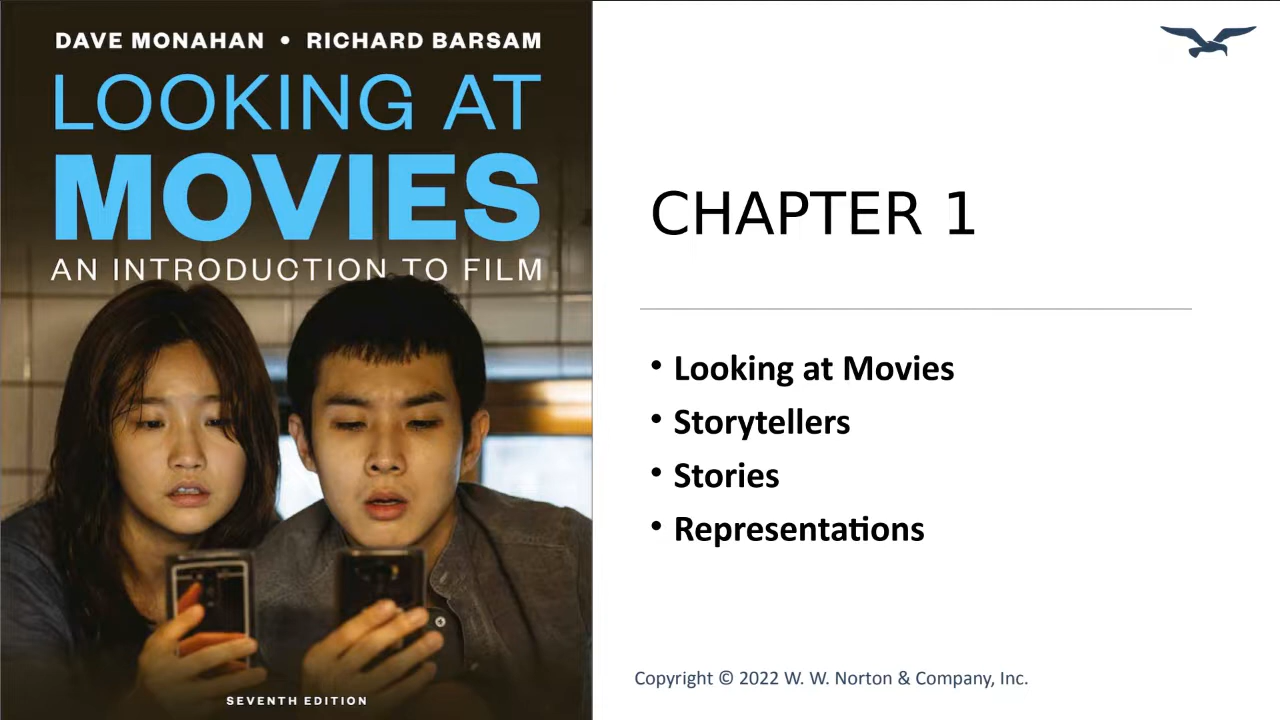 DAVE MONAHAN • RICHARD BARSAM
LOOKING AT
MOVIES
AN INTRODUCTION TO FILM
SEVENTH EDITION
CHAPTER 1
• Looking at Movies
• Storytellers
• Stories
• Representations
Copyright © 2022 W. W. Norton & Company, Inc.